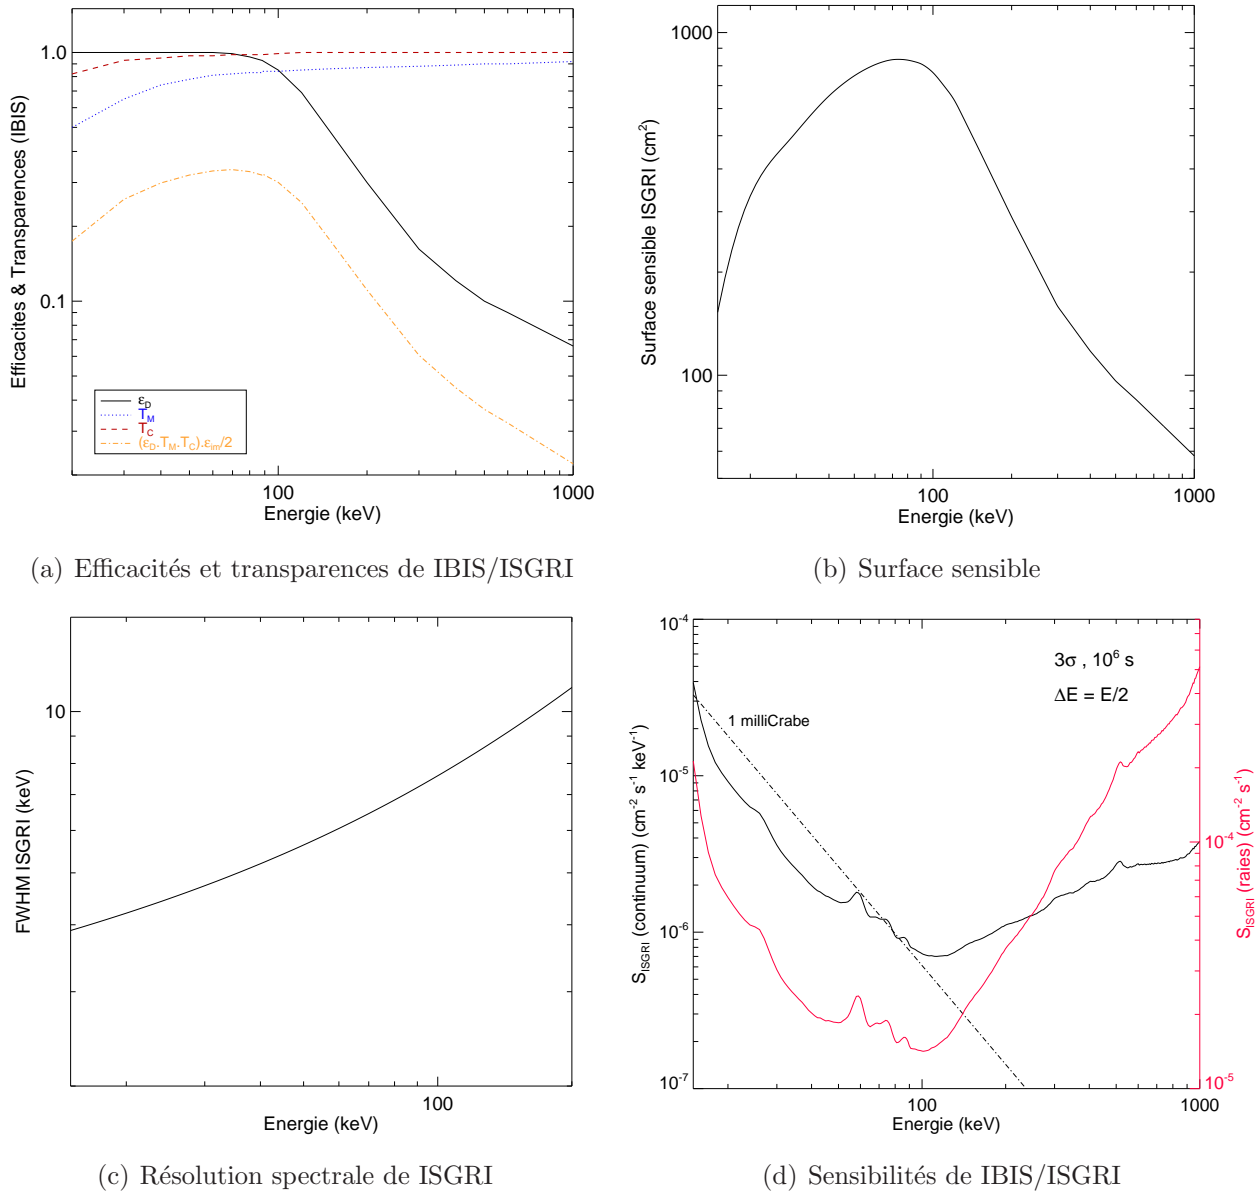 1.0
0.1
Efficacites & Transparences (IBIS)
ε_D
T_M
T_C
(ε_D.T_M.T_C).ε_im/2
100
1000
Energie (keV)
(a) Efficacités et transparences de IBIS/ISGRI
1000
100
Surface sensible ISGRI (cm²)
100
1000
Energie (keV)
(b) Surface sensible
10
FWHM ISGRI (keV)
100
Energie (keV)
(c) Résolution spectrale de ISGRI
10⁻⁴
10⁻⁵
10⁻⁶
10⁻⁷
S_ISGRI (continuum) (cm⁻² s⁻¹ keV⁻¹)
3σ , 10⁶ s
ΔE = E/2
1 milliCrabe
10⁻⁴
10⁻⁵
S_ISGRI (raies) (cm⁻² s⁻¹)
100
1000
Energie (keV)
(d) Sensibilités de IBIS/ISGRI